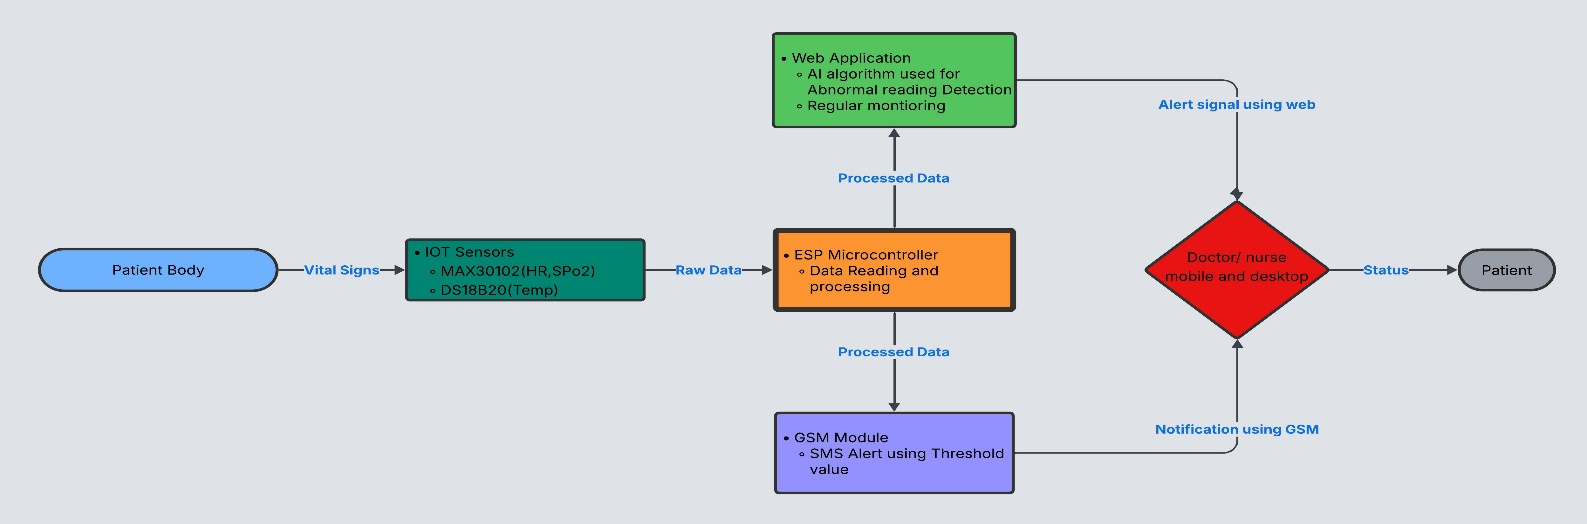 Patient Body
Vital Signs
• IOT Sensors
◦ MAX30102(HR,SPo2)
◦ DS18B20(Temp)
Raw Data
• ESP Microcontroller
◦ Data Reading and
processing
Processed Data
• Web Application
◦ AI algorithm used for
Abnormal reading Detection
◦ Regular montioring
Alert signal using web
Processed Data
• GSM Module
◦ SMS Alert using Threshold
value
Notification using GSM
Doctor/ nurse
mobile and desktop
Status
Patient